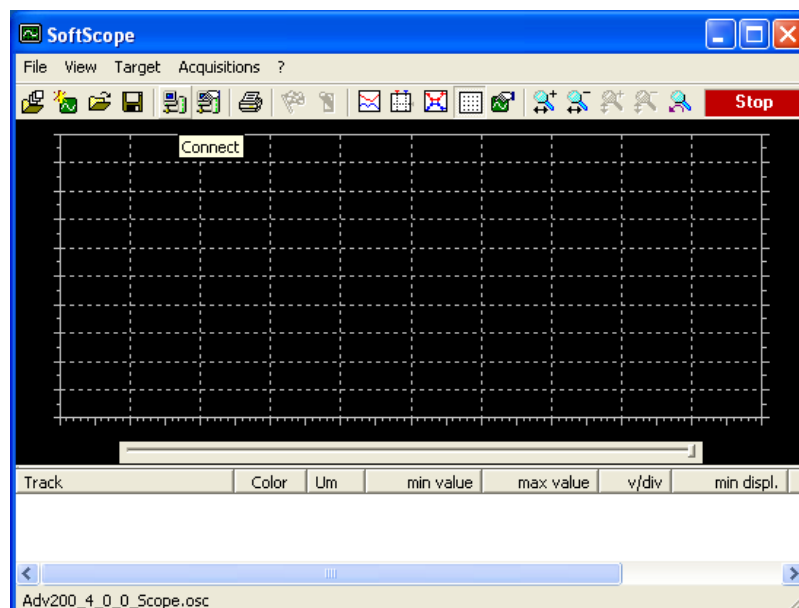 SoftScope
File View Target Acquisitions ?
Stop
Connect
Track Color Um min value max value v/div min displ.
Adv200_4_0_0_Scope.osc